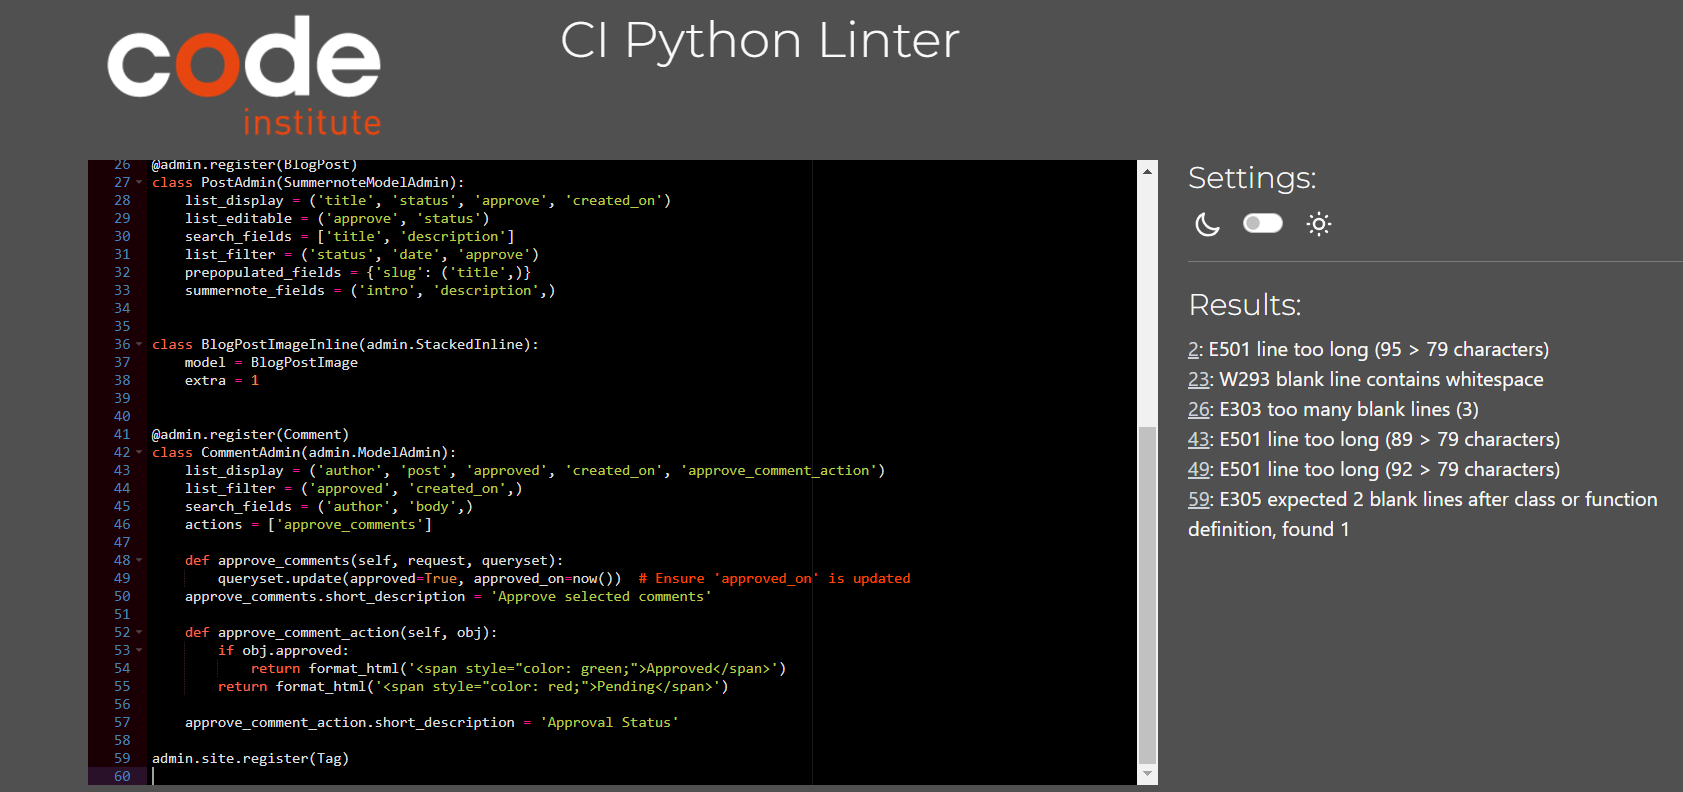 code
institute
CI Python Linter
26 @admin.register(BlogPost)
27 class PostAdmin(SummernoteModelAdmin):
28 list_display = ('title', 'status', 'approve', 'created_on')
29 list_editable = ('approve', 'status')
30 search_fields = ['title', 'description']
31 list_filter = ('status', 'date', 'approve')
32 prepopulated_fields = {'slug': ('title',)}
33 summernote_fields = ('intro', 'description',)
34
35
36 class BlogPostImageInline(admin.StackedInline):
37 model = BlogPostImage
38 extra = 1
39
40
41 @admin.register(Comment)
42 class CommentAdmin(admin.ModelAdmin):
43 list_display = ('author', 'post', 'approved', 'created_on', 'approve_comment_action')
44 list_filter = ('approved', 'created_on',)
45 search_fields = ('author', 'body',)
46 actions = ['approve_comments']
47
48 def approve_comments(self, request, queryset):
49 queryset.update(approved=True, approved_on=now())  # Ensure 'approved_on' is updated
50 approve_comments.short_description = 'Approve selected comments'
51
52 def approve_comment_action(self, obj):
53 if obj.approved:
54 return format_html('<span style="color: green;">Approved</span>')
55 return format_html('<span style="color: red;">Pending</span>')
56
57 approve_comment_action.short_description = 'Approval Status'
58
59 admin.site.register(Tag)
60
Settings:
Results:
2: E501 line too long (95 > 79 characters)
23: W293 blank line contains whitespace
26: E303 too many blank lines (3)
43: E501 line too long (89 > 79 characters)
49: E501 line too long (92 > 79 characters)
59: E305 expected 2 blank lines after class or function
definition, found 1